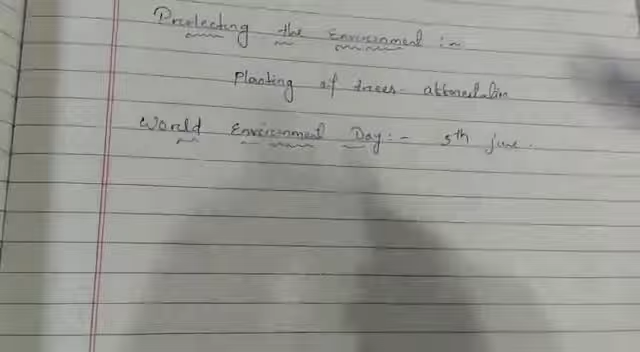 Protecting the Environment :-
Planting of trees - afforestation
World Environment Day :- 5th june.